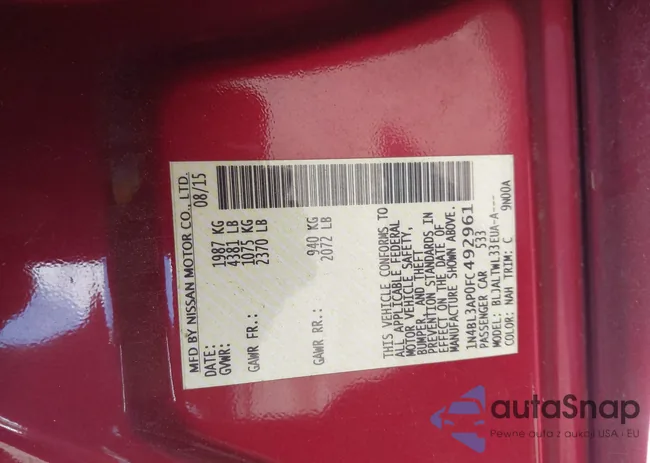 MFD BY NISSAN MOTOR CO., LTD.
DATE: 08/15
GVWR: 1987 KG
4381 LB
GAWR FR.: 1075 KG
2370 LB
GAWR RR.: 940 KG
2072 LB
THIS VEHICLE CONFORMS TO
ALL APPLICABLE FEDERAL
MOTOR VEHICLE SAFETY,
BUMPER, AND THEFT
PREVENTION STANDARDS IN
EFFECT ON THE DATE OF
MANUFACTURE SHOWN ABOVE.
1N4BL3AP0FC492961
PASSENGER CAR 533
MODEL: BLJALTWL33EUA-A---
COLOR: NAH TRIM: C 9N00A
autaSnap
Pewne auta z aukcji USA - EU